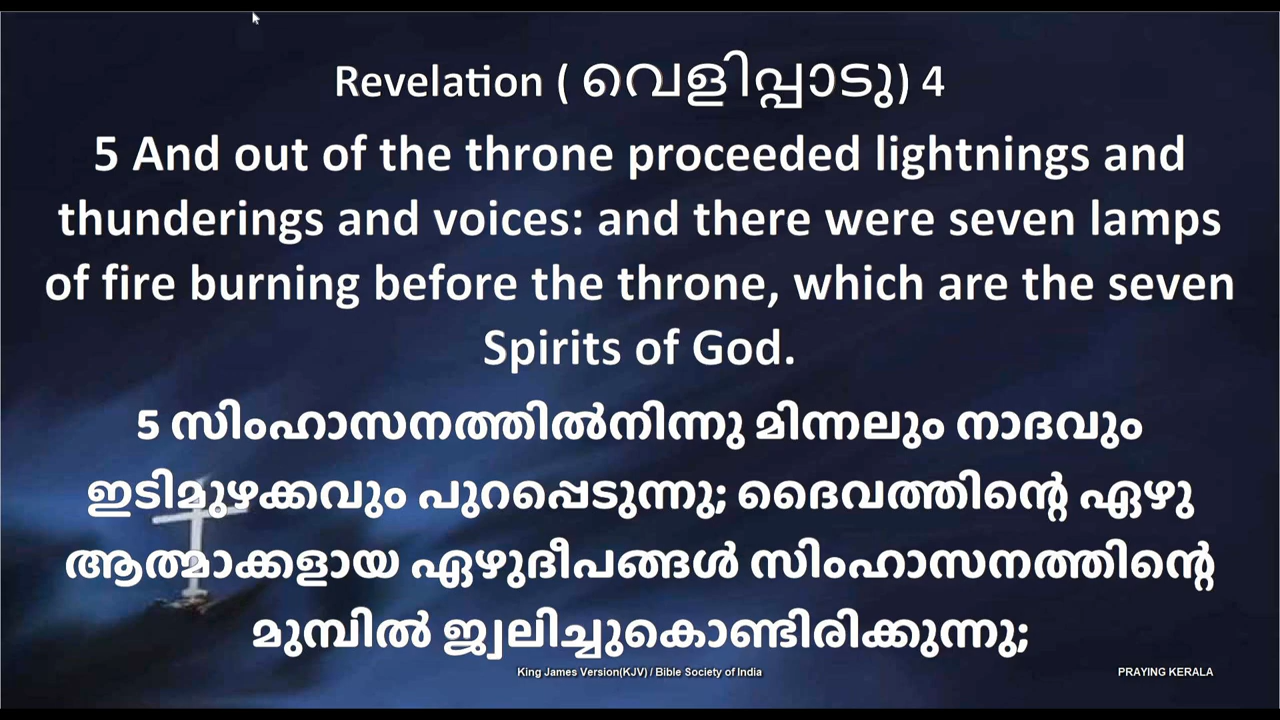 Revelation ( വെളിപ്പാടു) 4
5 And out of the throne proceeded lightnings and
thunderings and voices: and there were seven lamps
of fire burning before the throne, which are the seven
Spirits of God.
5 സിംഹാസനത്തിൽനിന്നു മിന്നലും നാദവും
ഇടിമുഴക്കവും പുറപ്പെടുന്നു; ദൈവത്തിന്റെ ഏഴു
ആത്മാക്കളായ ഏഴുദീപങ്ങൾ സിംഹാസനത്തിന്റെ
മുമ്പിൽ ജ്വലിച്ചുകൊണ്ടിരിക്കുന്നു;
King James Version(KJV) / Bible Society of India
PRAYING KERALA